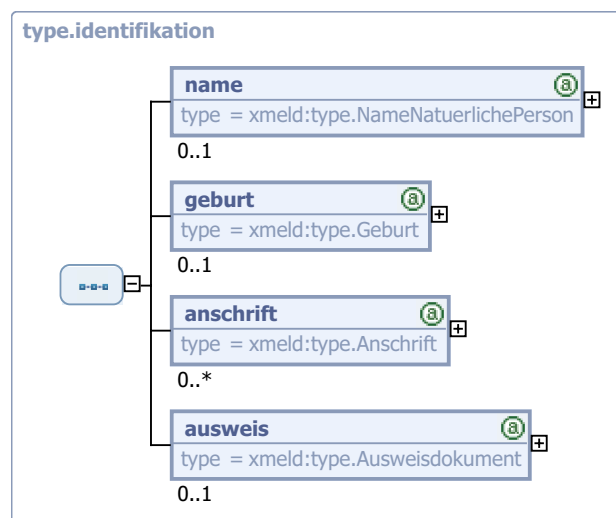 type.identifikation
name
type = xmeld:type.NameNatuerlichePerson
0..1
geburt
type = xmeld:type.Geburt
0..1
anschrift
type = xmeld:type.Anschrift
0..*
ausweis
type = xmeld:type.Ausweisdokument
0..1